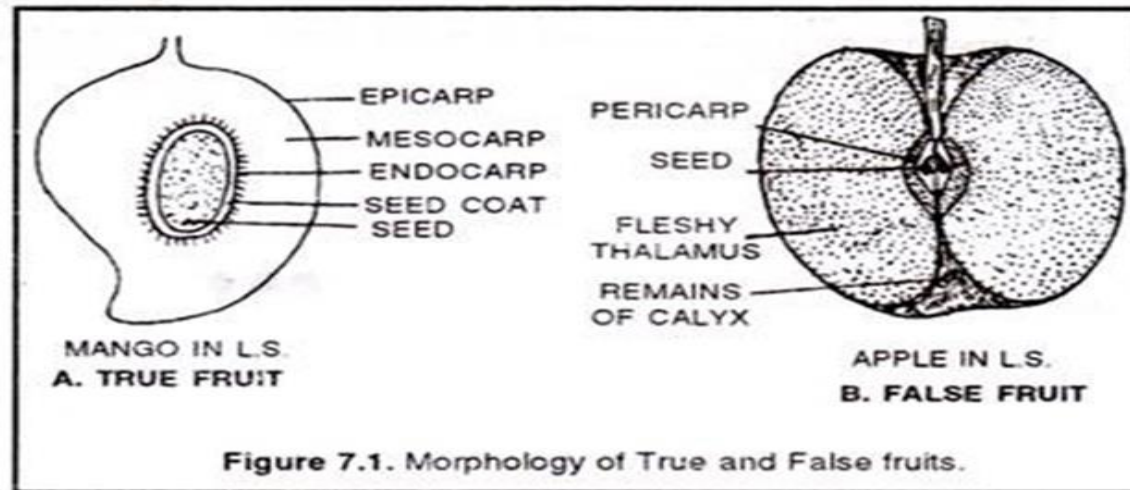 EPICARP
MESOCARP
ENDOCARP
SEED COAT
SEED
MANGO IN L.S.
A. TRUE FRUIT
PERICARP
SEED
FLESHY
THALAMUS
REMAINS
OF CALYX
APPLE IN L.S.
B. FALSE FRUIT
Figure 7.1. Morphology of True and False fruits.